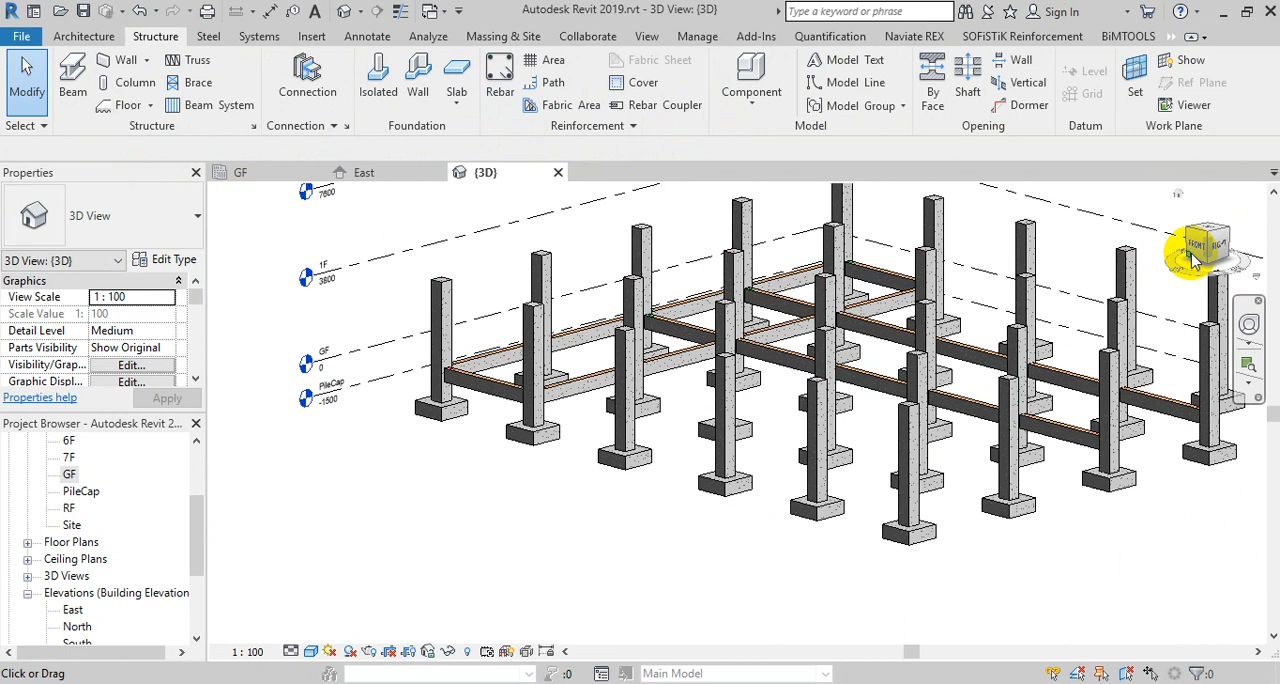 Autodesk Revit 2019.rvt - 3D View: {3D}
Type a keyword or phrase
Sign In
File
Architecture
Structure
Steel
Systems
Insert
Annotate
Analyze
Massing & Site
Collaborate
View
Manage
Add-Ins
Quantification
Naviate REX
SOFiSTiK Reinforcement
BiMTOOLS
Modify
Beam
Wall
Column
Floor
Truss
Brace
Beam System
Connection
Isolated
Wall
Slab
Rebar
Area
Path
Fabric Area
Fabric Sheet
Cover
Rebar Coupler
Component
Model Text
Model Line
Model Group
By
Face
Shaft
Wall
Vertical
Dormer
Level
Grid
Set
Show
Ref Plane
Viewer
Select
Structure
Connection
Foundation
Reinforcement
Model
Opening
Datum
Work Plane
Properties
GF
East
{3D}
3D View
3D View: {3D}
Edit Type
Graphics
View Scale
1 : 100
Scale Value 1:
100
Detail Level
Medium
Parts Visibility
Show Original
Visibility/Grap...
Edit...
Graphic Displ...
Edit...
Properties help
Apply
Project Browser - Autodesk Revit 2...
6F
7F
GF
PileCap
RF
Site
Floor Plans
Ceiling Plans
3D Views
Elevations (Building Elevation
East
North
South
7600
1F
3800
GF
0
PileCap
-1500
FRONT
1 : 100
Click or Drag
:0
Main Model
:0